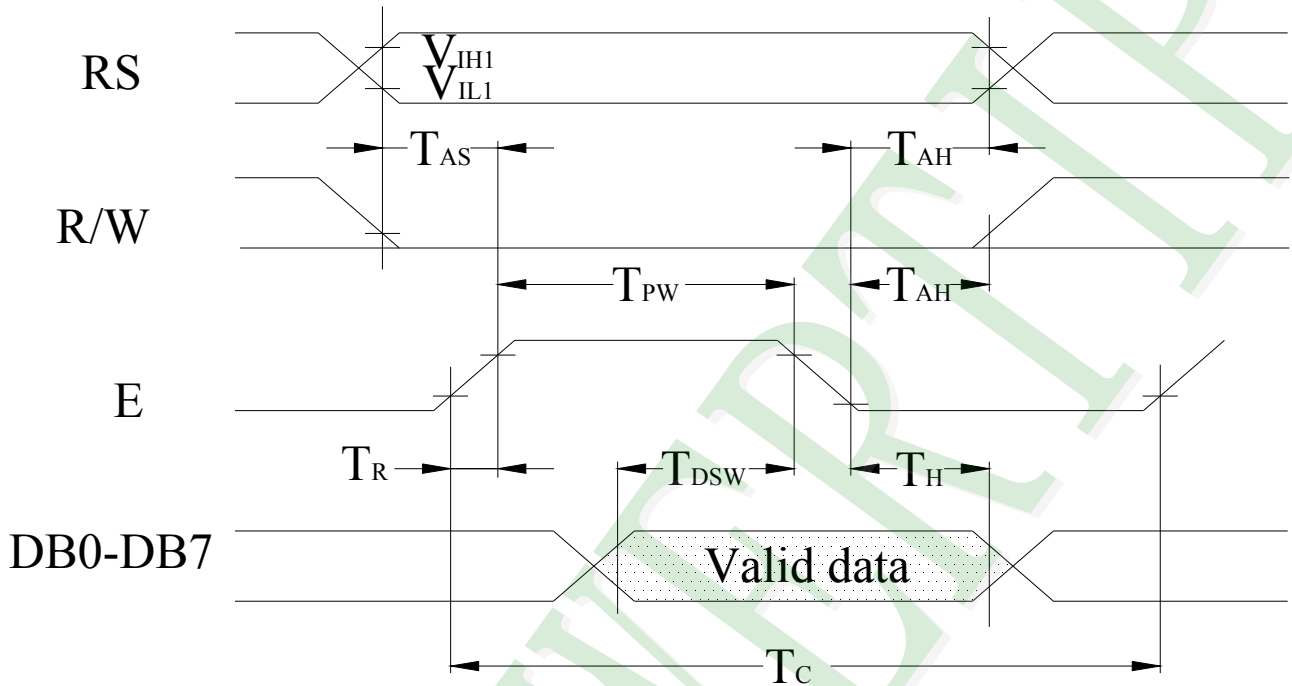 RS
VIH1
VIL1
TAS
TAH
R/W
TPW
TAH
E
TR
TDSW
TH
DB0-DB7
Valid data
TC